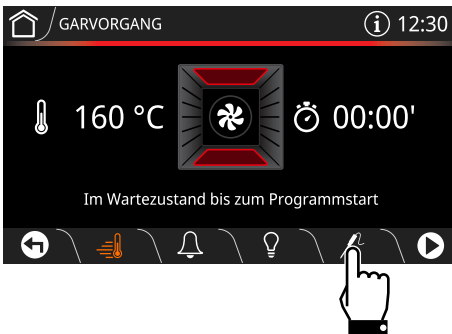 GARVORGANG
12:30
160 °C
00:00'
Im Wartezustand bis zum Programmstart